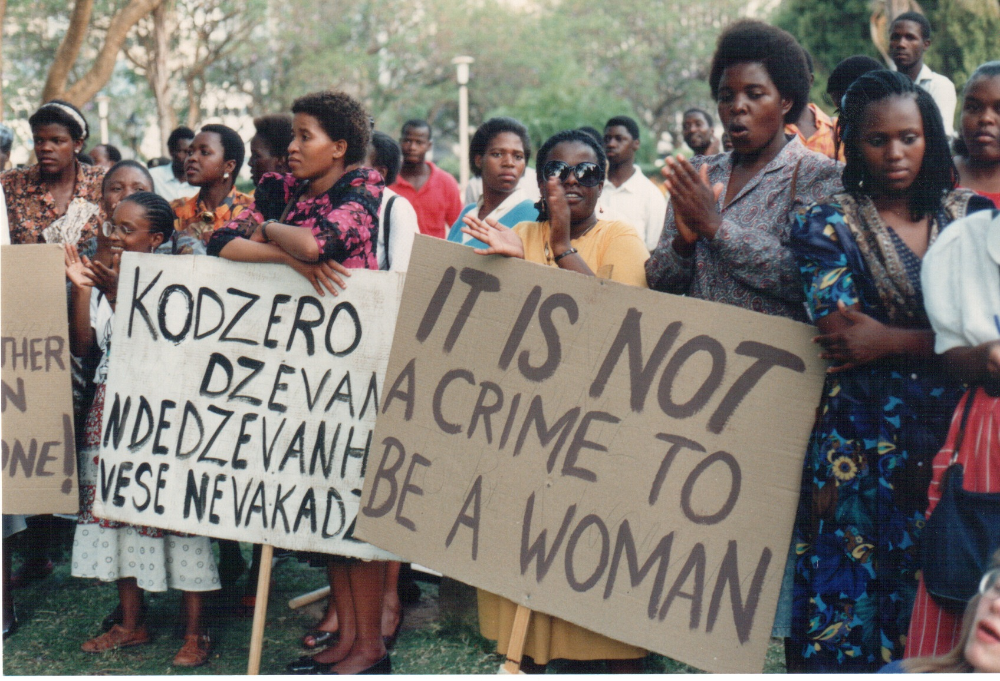 THER
N
ONE!
KODZERO
DZEVAN
NDEDZEVANH
VESE NEVAKADZ
IT IS NOT
A CRIME TO
BE A WOMAN